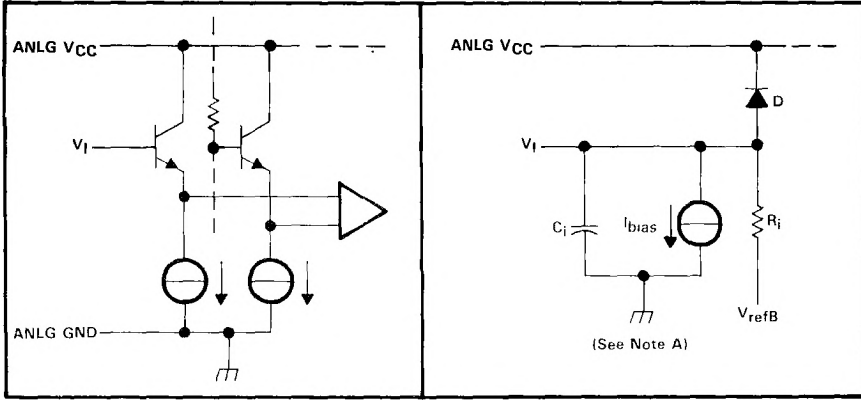 ANLG VCC
VI
ANLG GND
ANLG VCC
D
VI
Ci
Ibias
Ri
VrefB
(See Note A)